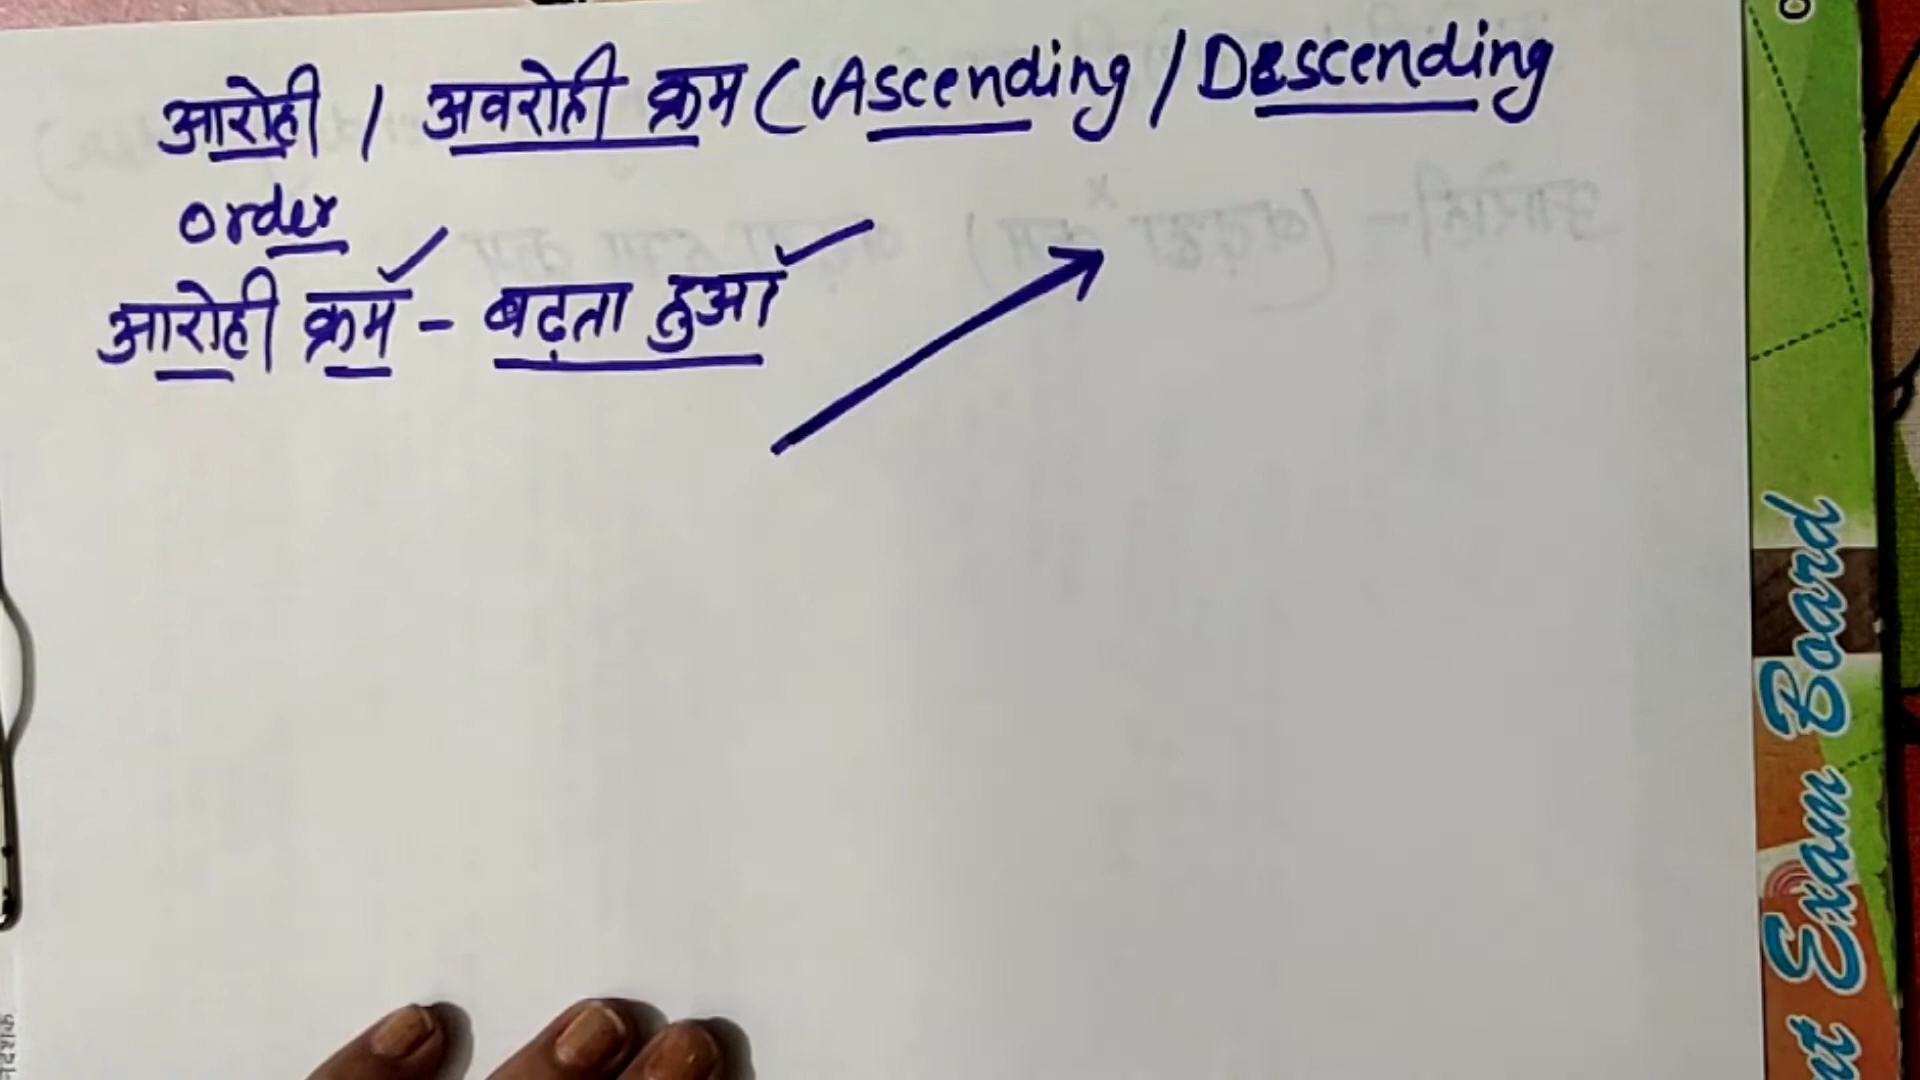 आरोही / अवरोही क्रम (Ascending / Descending
order
आरोही क्रम - बढ़ता हुआ
Exam Board